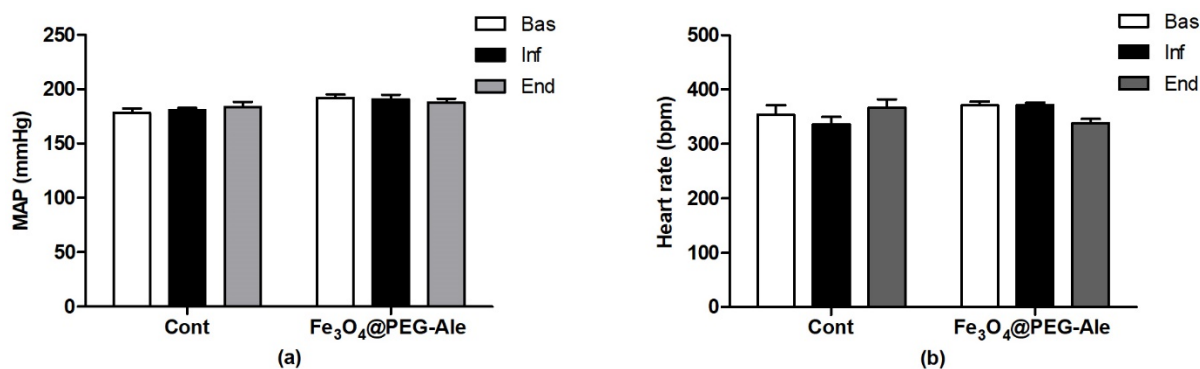 250
200
150
100
50
0
MAP (mmHg)
Bas
Inf
End
Cont
Fe₃O₄@PEG-Ale
(a)
500
400
300
200
100
0
Heart rate (bpm)
Bas
Inf
End
Cont
Fe₃O₄@PEG-Ale
(b)